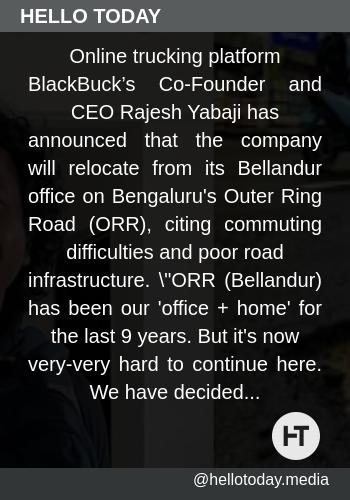 HELLO TODAY
Online trucking platform
BlackBuck’s Co-Founder and
CEO Rajesh Yabaji has
announced that the company
will relocate from its Bellandur
office on Bengaluru's Outer Ring
Road (ORR), citing commuting
difficulties and poor road
infrastructure. \"ORR (Bellandur)
has been our 'office + home' for
the last 9 years. But it's now
very-very hard to continue here.
We have decided...
HT
@hellotoday.media